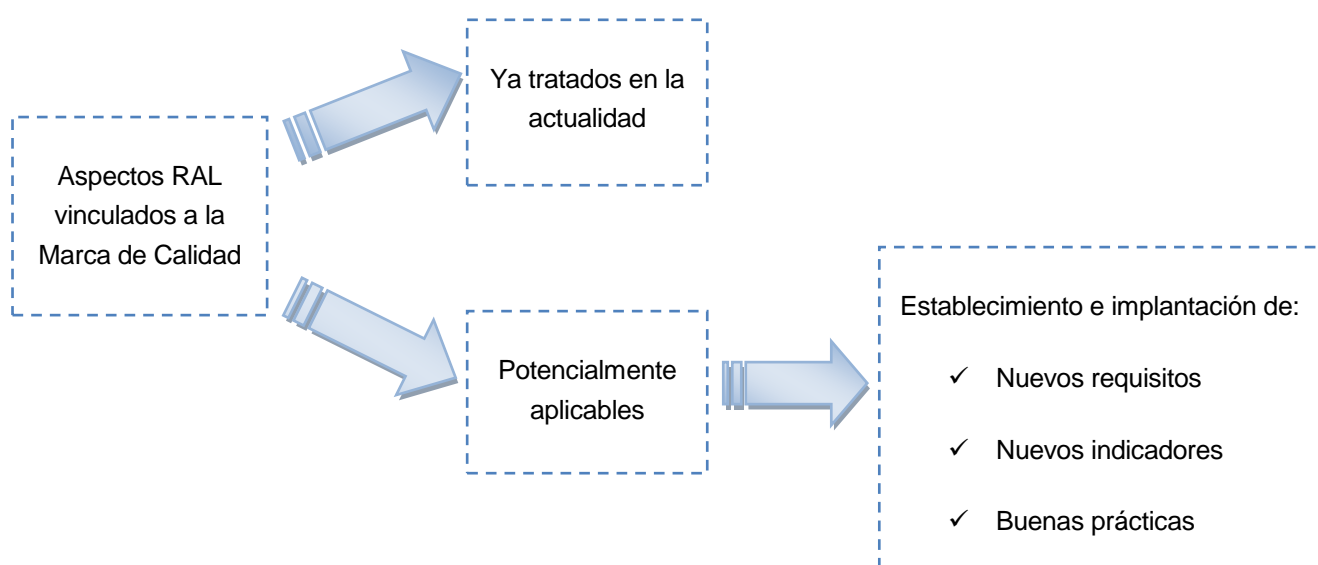 Aspectos RAL
vinculados a la
Marca de Calidad
Ya tratados en la
actualidad
Potencialmente
aplicables
Establecimiento e implantación de:
✓ Nuevos requisitos
✓ Nuevos indicadores
✓ Buenas prácticas